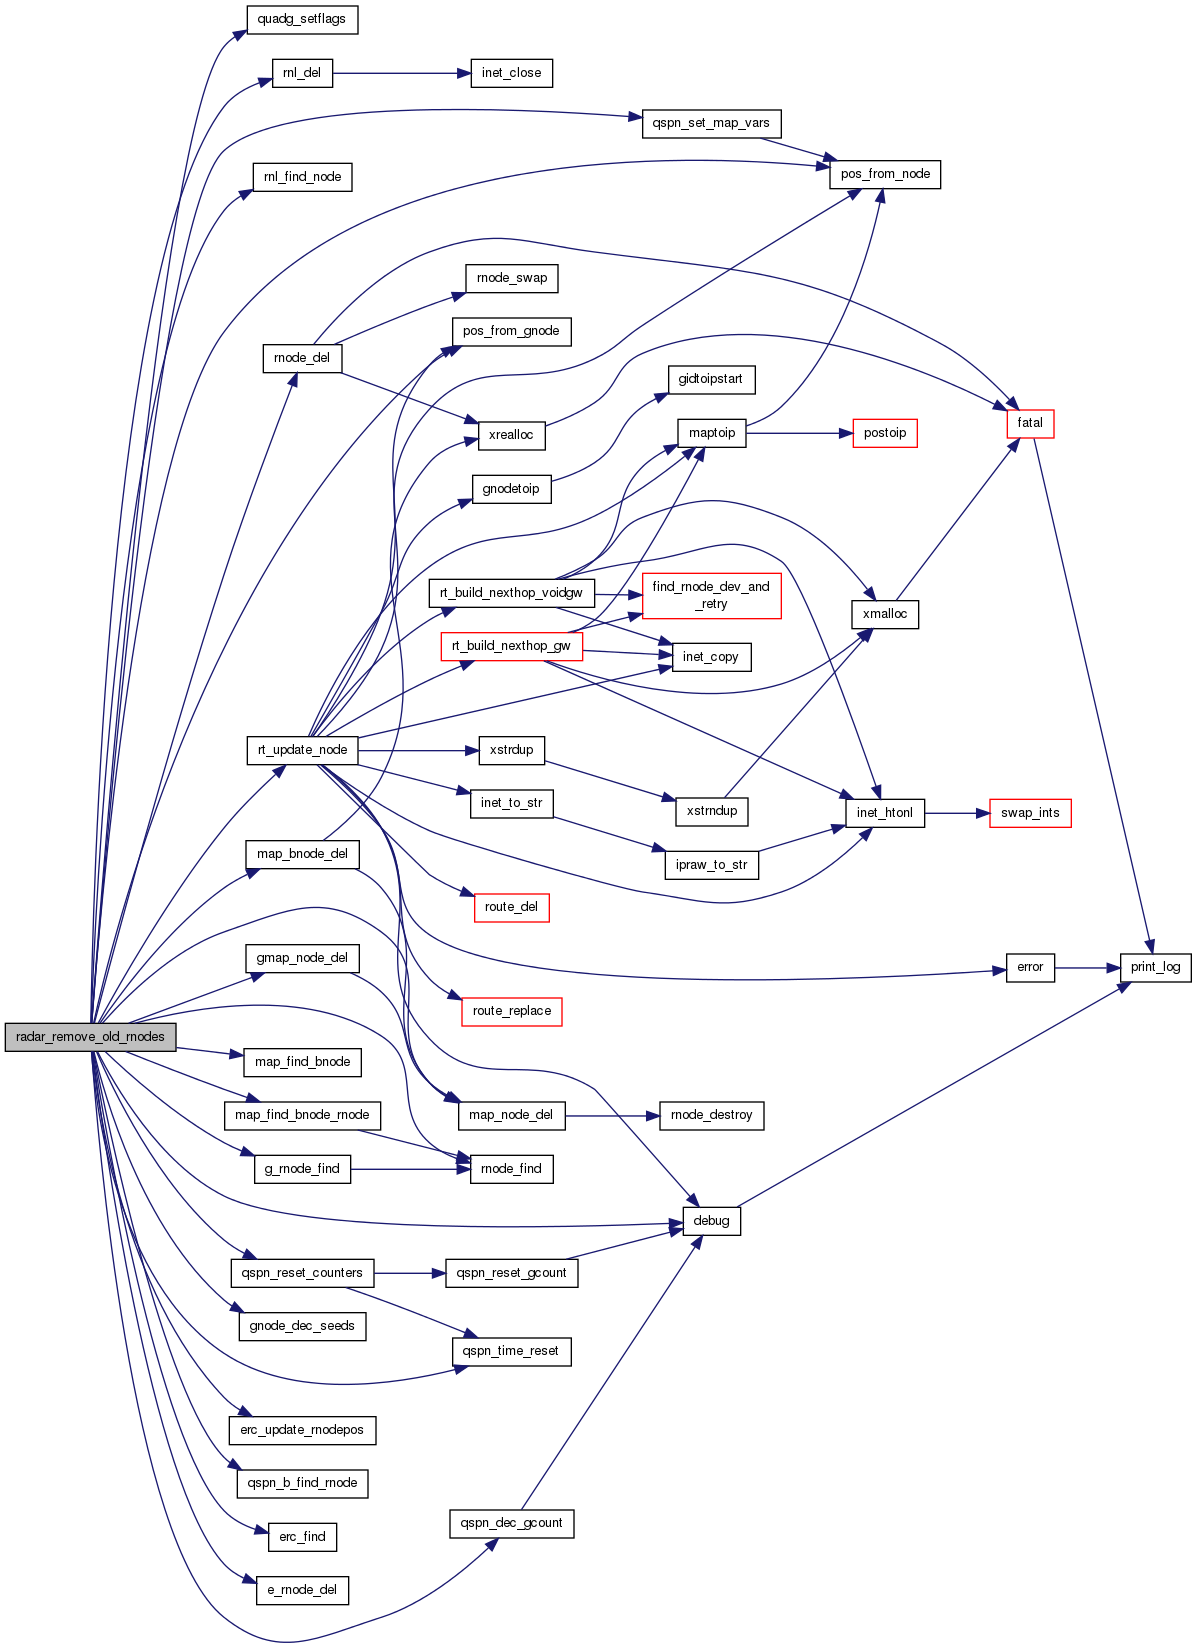 quadg_setflags
rnl_del
inet_close
qspn_set_map_vars
pos_from_node
rnl_find_node
rnode_swap
pos_from_gnode
rnode_del
gidtoipstart
xrealloc
maptoip
postoip
fatal
gnodetoip
rt_build_nexthop_voidgw
find_rnode_dev_and
_retry
xmalloc
rt_build_nexthop_gw
inet_copy
rt_update_node
xstrdup
inet_to_str
xstrndup
inet_htonl
swap_ints
map_bnode_del
ipraw_to_str
route_del
gmap_node_del
error
print_log
route_replace
radar_remove_old_rnodes
map_find_bnode
map_find_bnode_rnode
map_node_del
rnode_destroy
g_rnode_find
rnode_find
debug
qspn_reset_counters
qspn_reset_gcount
gnode_dec_seeds
qspn_time_reset
erc_update_rnodepos
qspn_b_find_rnode
qspn_dec_gcount
erc_find
e_rnode_del